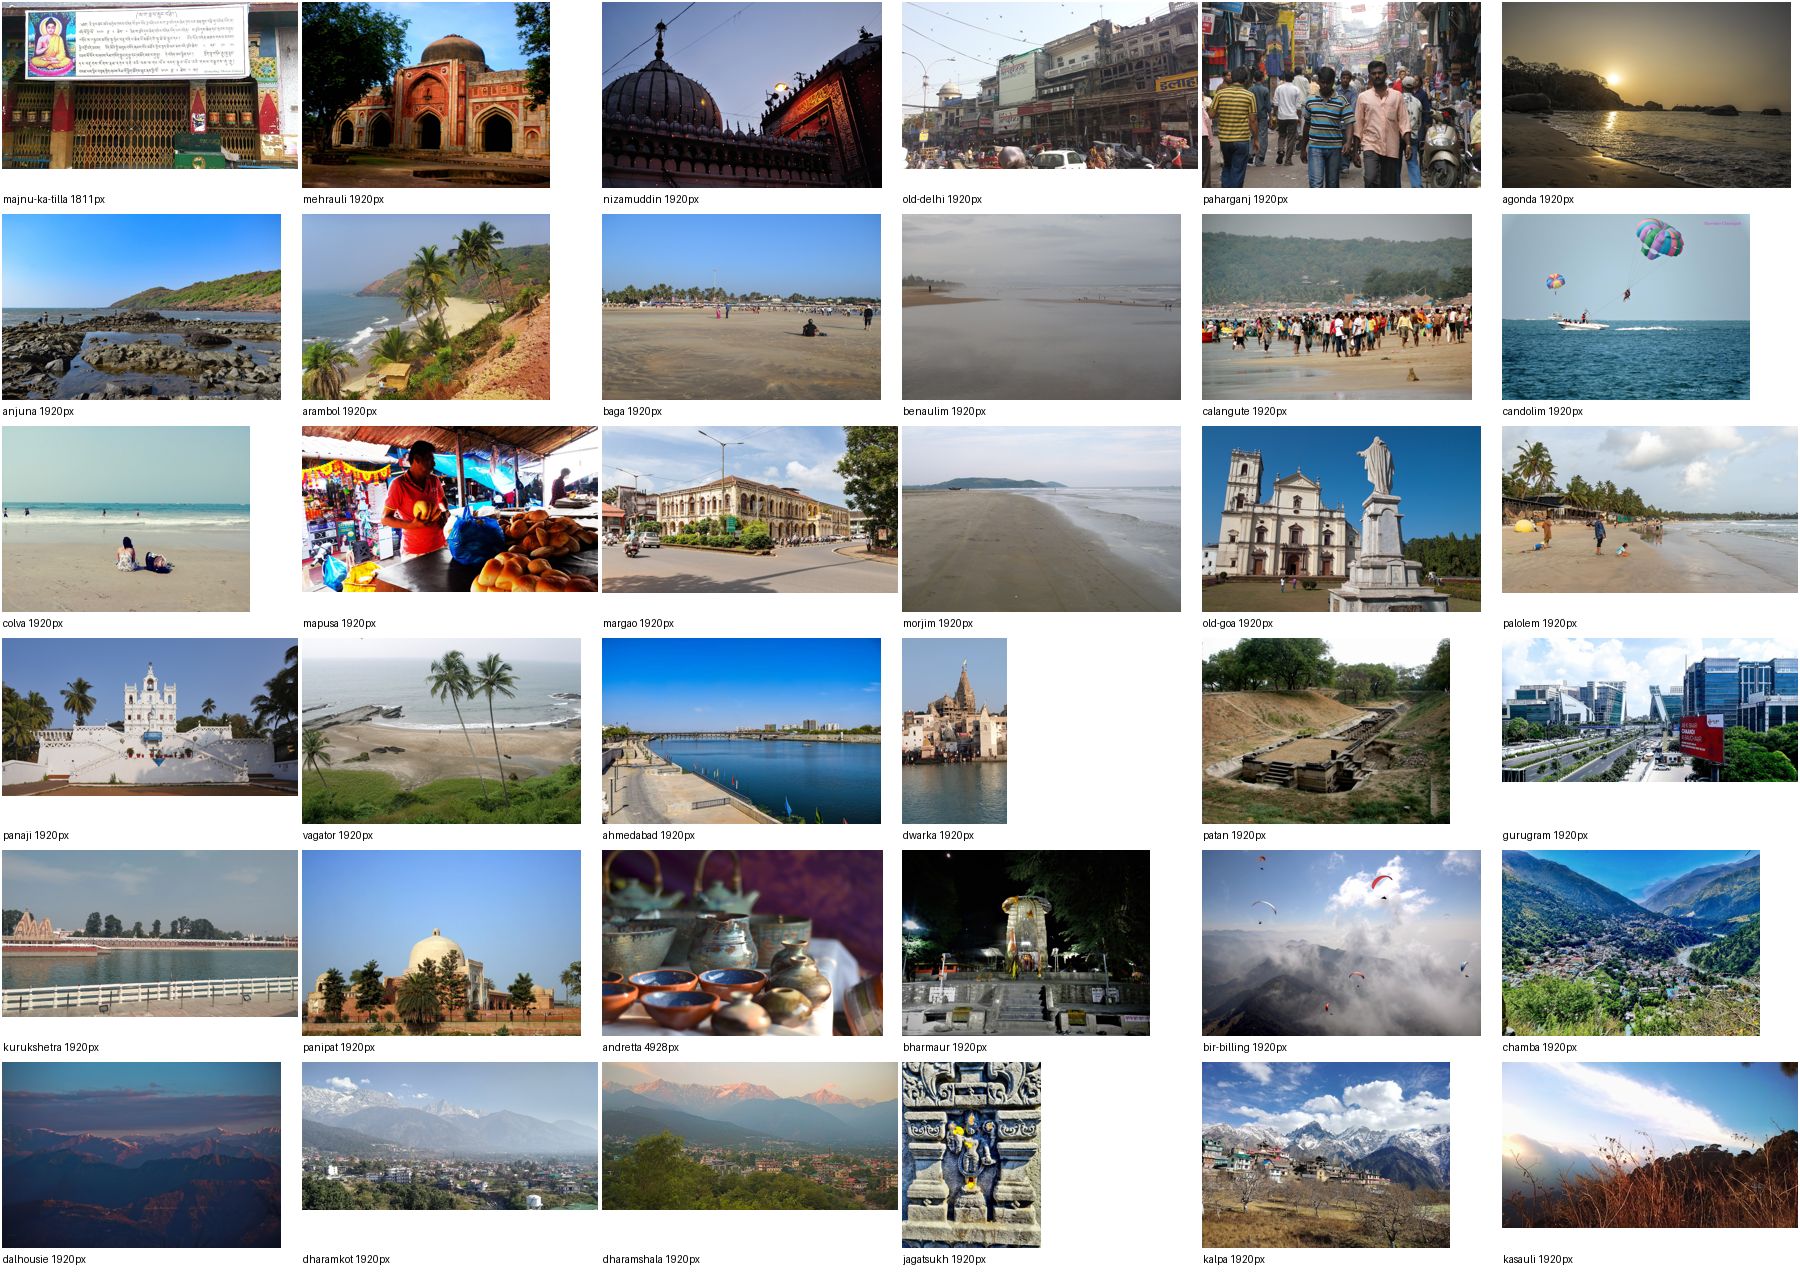 majnu-ka-tilla 1811px
mehrauli 1920px
nizamuddin 1920px
old-delhi 1920px
paharganj 1920px
agonda 1920px
anjuna 1920px
arambol 1920px
baga 1920px
benaulim 1920px
calangute 1920px
candolim 1920px
colva 1920px
mapusa 1920px
margao 1920px
morjim 1920px
old-goa 1920px
palolem 1920px
panaji 1920px
vagator 1920px
ahmedabad 1920px
dwarka 1920px
patan 1920px
gurugram 1920px
kurukshetra 1920px
panipat 1920px
andretta 4928px
bharmaur 1920px
bir-billing 1920px
chamba 1920px
dalhousie 1920px
dharamkot 1920px
dharamshala 1920px
jagatsukh 1920px
kalpa 1920px
kasauli 1920px